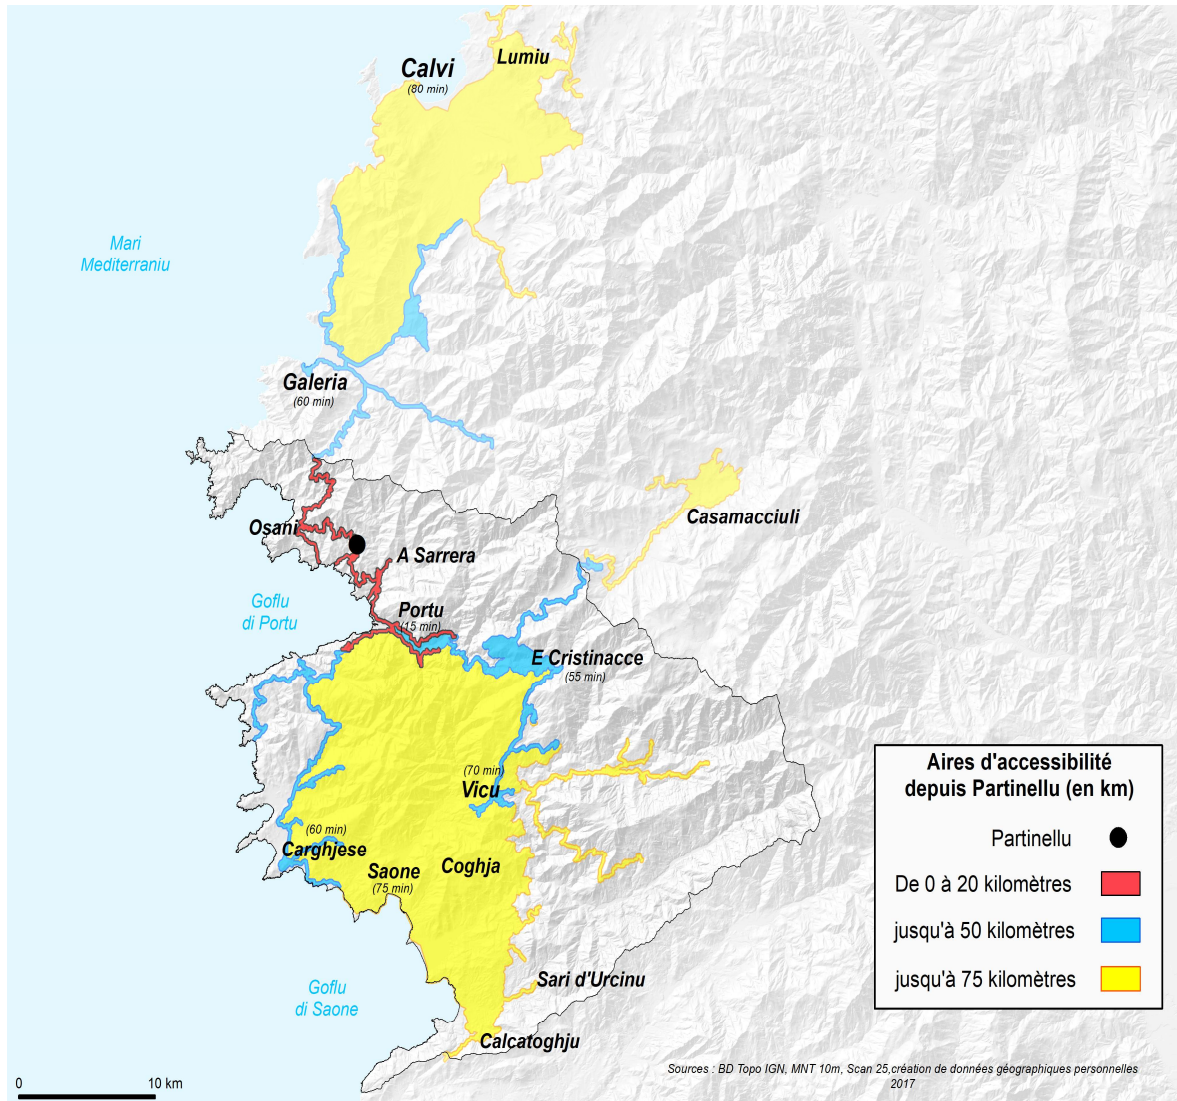 Lumiu
Calvi
(80 min)
Mari
Mediterraniu
Galeria
(60 min)
Casamacciuli
Osani
A Sarrera
Goflu
di Portu
Portu
(15 min)
E Cristinacce
(55 min)
(70 min)
Vicu
(60 min)
Carghjese
Saone
(75 min)
Coghja
Sari d'Urcinu
Goflu
di Saone
Calcatoghju
Aires d'accessibilité
depuis Partinellu (en km)
Partinellu
De 0 à 20 kilomètres
jusqu'à 50 kilomètres
jusqu'à 75 kilomètres
Sources : BD Topo IGN, MNT 10m, Scan 25,création de données géographiques personnelles
2017
0 10 km